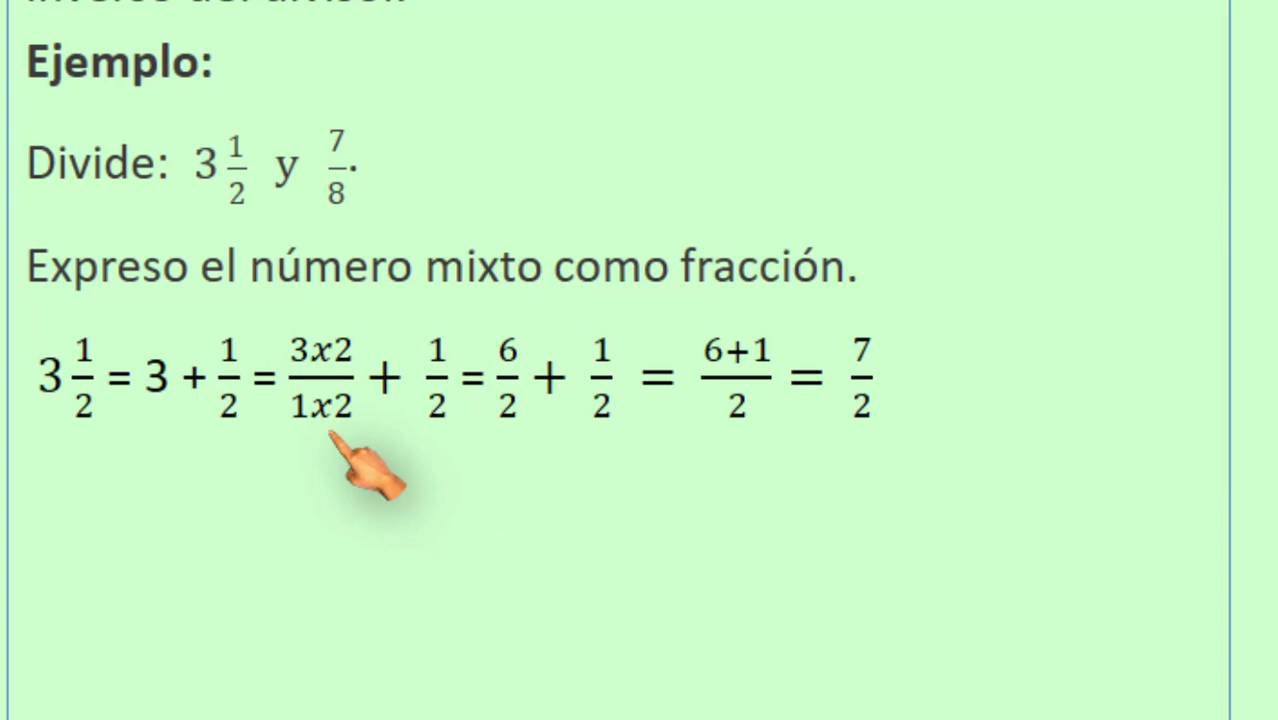 Ejemplo:
Divide: 3 1/2 y 7/8.
Expreso el número mixto como fracción.
3 1/2 = 3 + 1/2 = 3x2/1x2 + 1/2 = 6/2 + 1/2 = 6+1/2 = 7/2